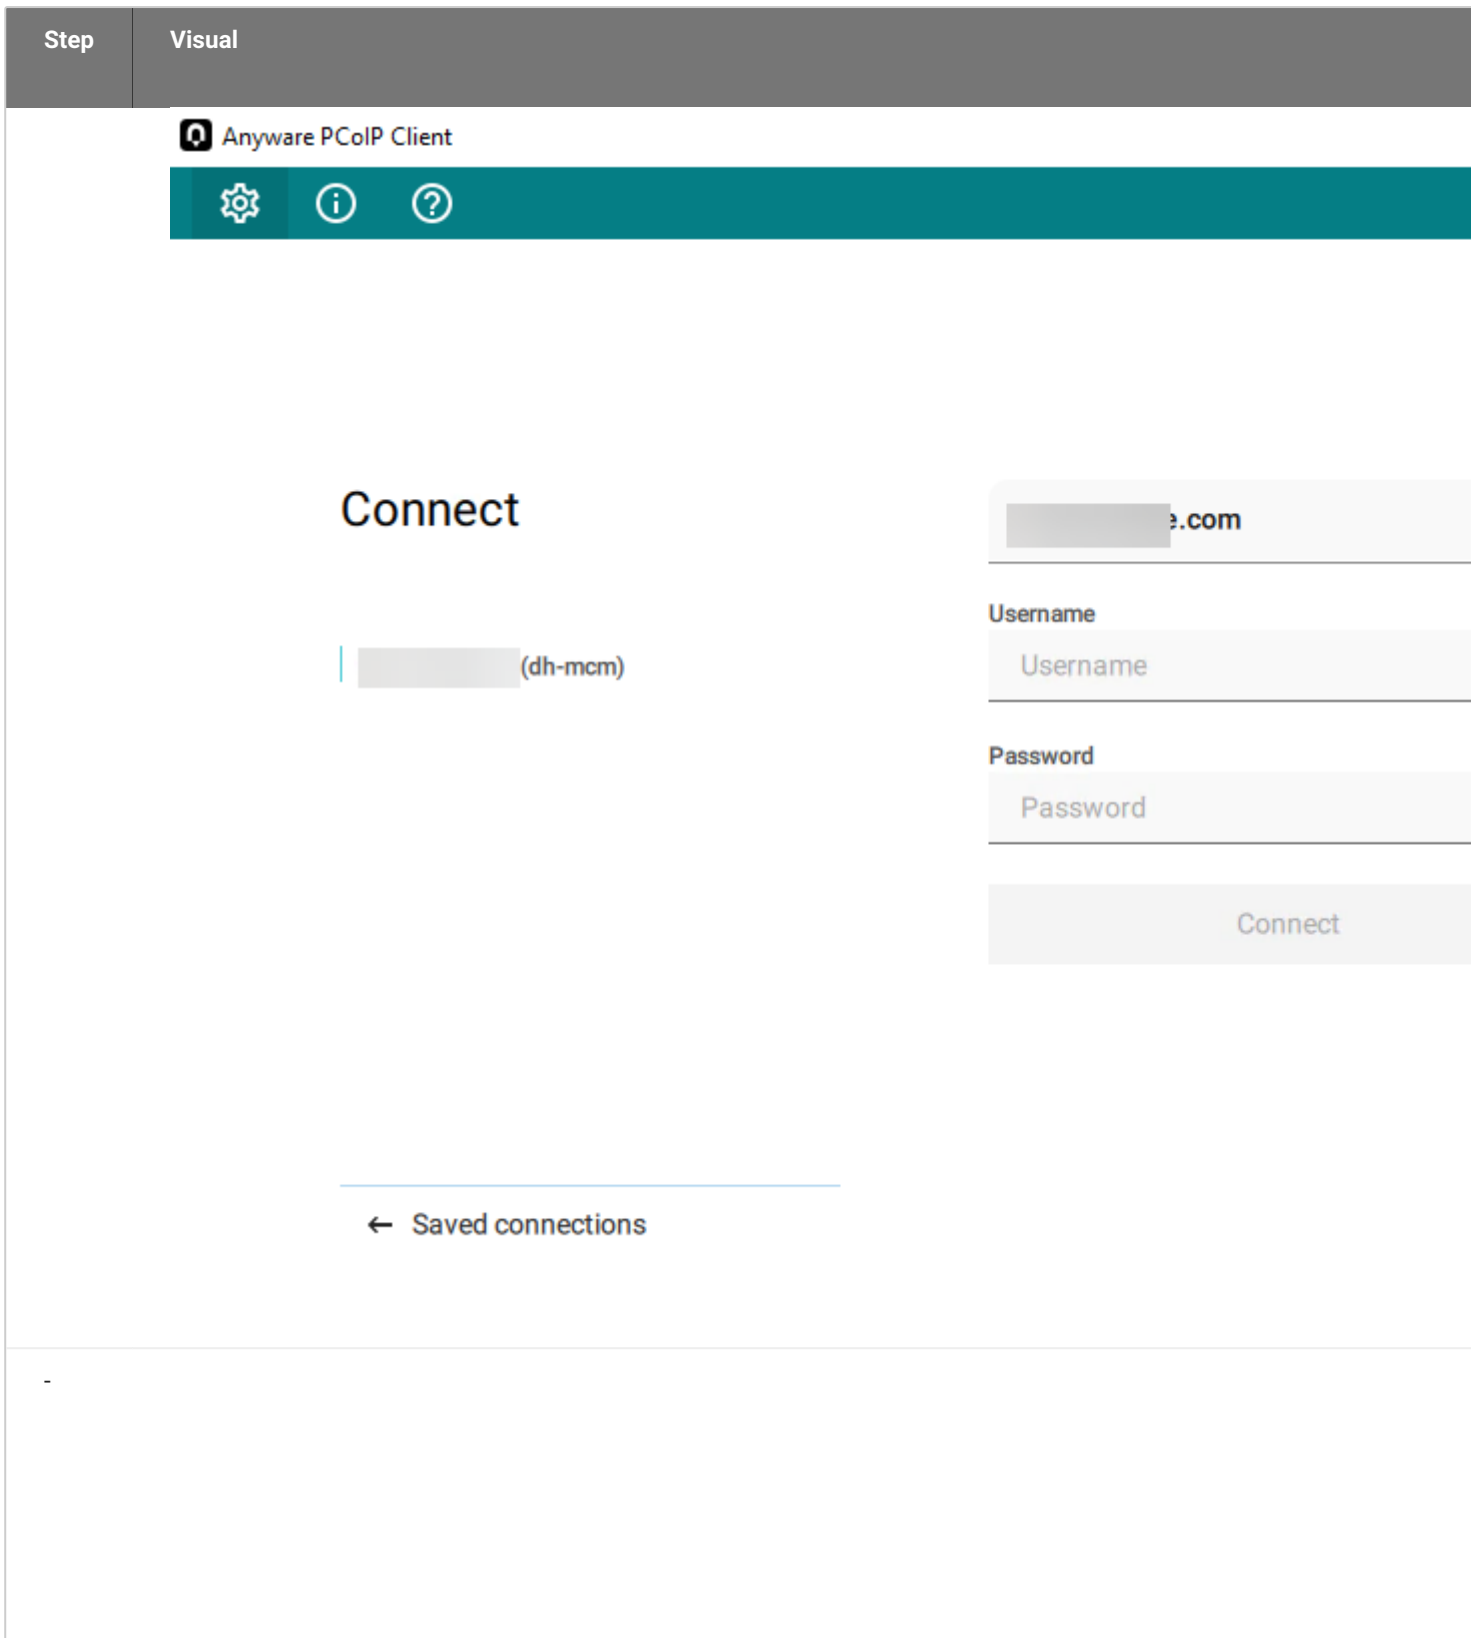 Step Visual
Anyware PCoIP Client
Connect
.com
(dh-mcm)
Username
Username
Password
Password
Connect
← Saved connections
-